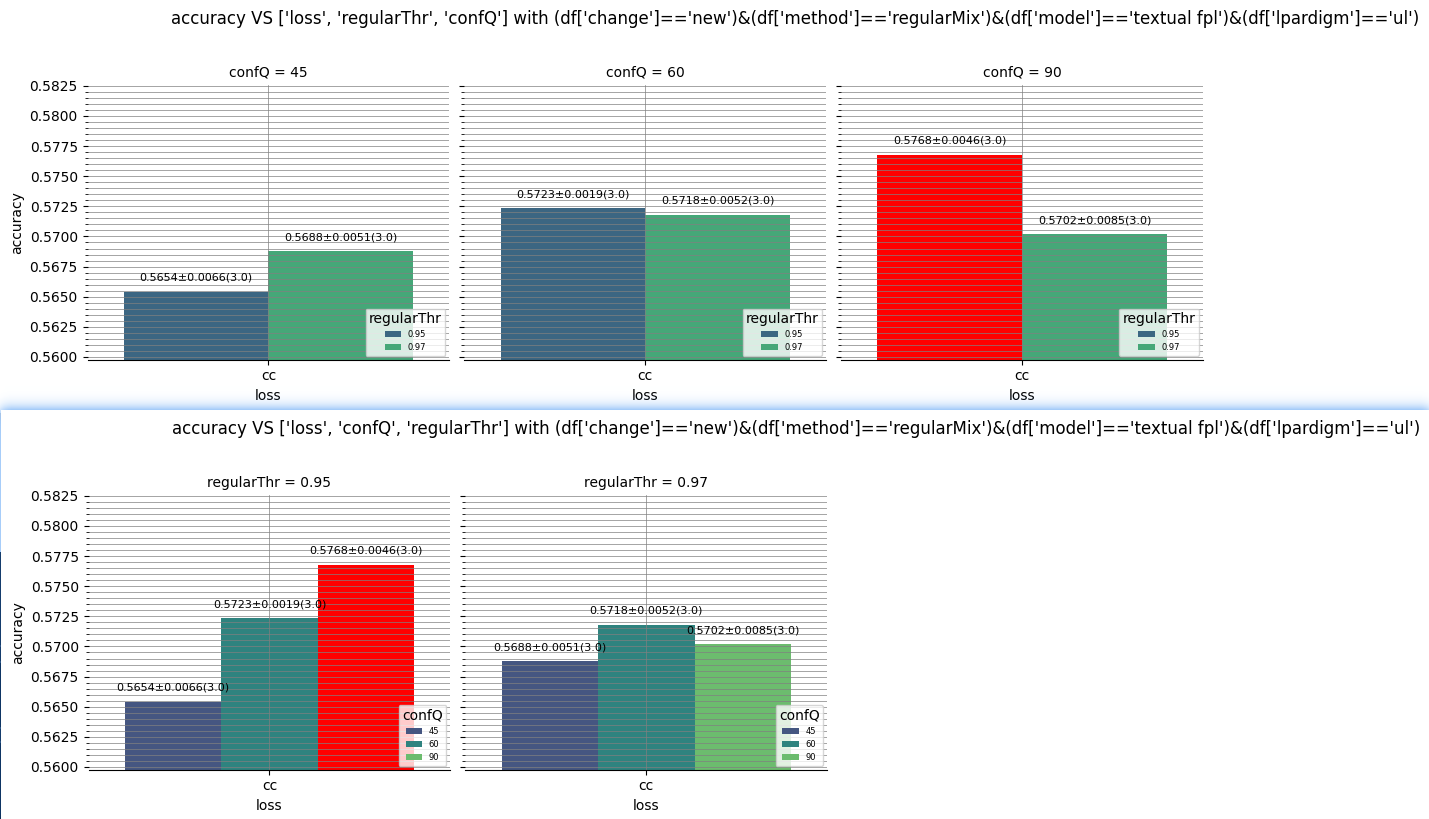 accuracy VS ['loss', 'regularThr', 'confQ'] with (df['change']=='new')&(df['method']=='regularMix')&(df['model']=='textual fpl')&(df['lpardigm']=='ul')
confQ = 45
confQ = 60
confQ = 90
accuracy
0.5825
0.5800
0.5775
0.5750
0.5725
0.5700
0.5675
0.5650
0.5625
0.5600
0.5654±0.0066(3.0)
0.5688±0.0051(3.0)
regularThr
0.95
0.97
cc
loss
0.5723±0.0019(3.0)
0.5718±0.0052(3.0)
regularThr
0.95
0.97
cc
loss
0.5768±0.0046(3.0)
0.5702±0.0085(3.0)
regularThr
0.95
0.97
cc
loss
accuracy VS ['loss', 'confQ', 'regularThr'] with (df['change']=='new')&(df['method']=='regularMix')&(df['model']=='textual fpl')&(df['lpardigm']=='ul')
regularThr = 0.95
regularThr = 0.97
accuracy
0.5825
0.5800
0.5775
0.5750
0.5725
0.5700
0.5675
0.5650
0.5625
0.5600
0.5654±0.0066(3.0)
0.5723±0.0019(3.0)
0.5768±0.0046(3.0)
confQ
45
60
90
cc
loss
0.5688±0.0051(3.0)
0.5718±0.0052(3.0)
0.5702±0.0085(3.0)
confQ
45
60
90
cc
loss